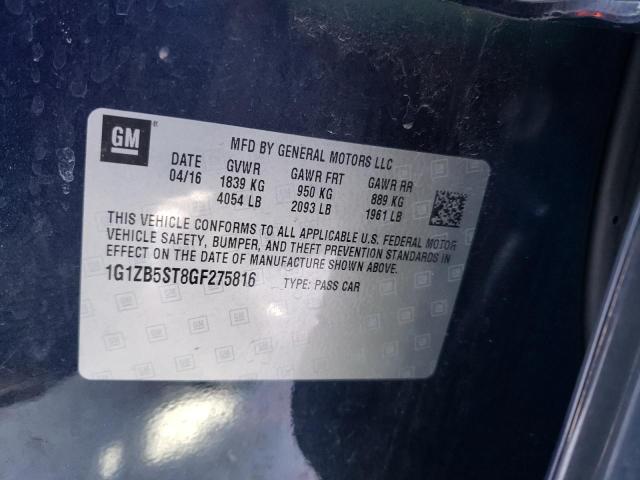 GM
MFD BY GENERAL MOTORS LLC
DATE GVWR GAWR FRT GAWR RR
04/16 1839 KG 950 KG 889 KG
4054 LB 2093 LB 1961 LB
THIS VEHICLE CONFORMS TO ALL APPLICABLE U.S. FEDERAL MOTOR
VEHICLE SAFETY, BUMPER, AND THEFT PREVENTION STANDARDS IN
EFFECT ON THE DATE OF MANUFACTURE SHOWN ABOVE.
1G1ZB5ST8GF275816 TYPE: PASS CAR